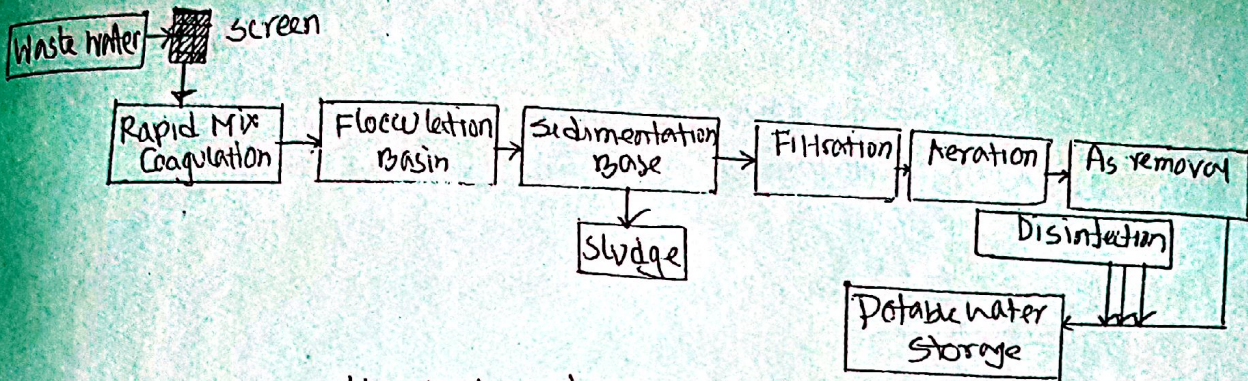 Waste Water
screen
Rapid Mix
Coagulation
Flocculation
Basin
Sedimentation
Base
Filtration
Aeration
As removal
Sludge
Disinfection
Potable water
Storage